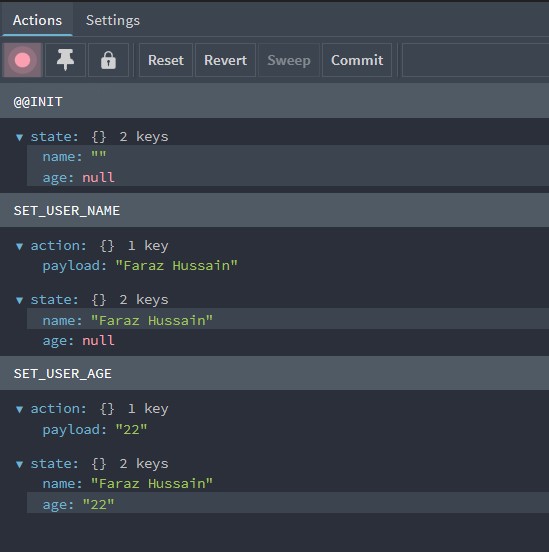 Actions Settings
Reset Revert Sweep Commit
@@INIT
▼ state: {} 2 keys
name: ""
age: null
SET_USER_NAME
▼ action: {} 1 key
payload: "Faraz Hussain"
▼ state: {} 2 keys
name: "Faraz Hussain"
age: null
SET_USER_AGE
▼ action: {} 1 key
payload: "22"
▼ state: {} 2 keys
name: "Faraz Hussain"
age: "22"